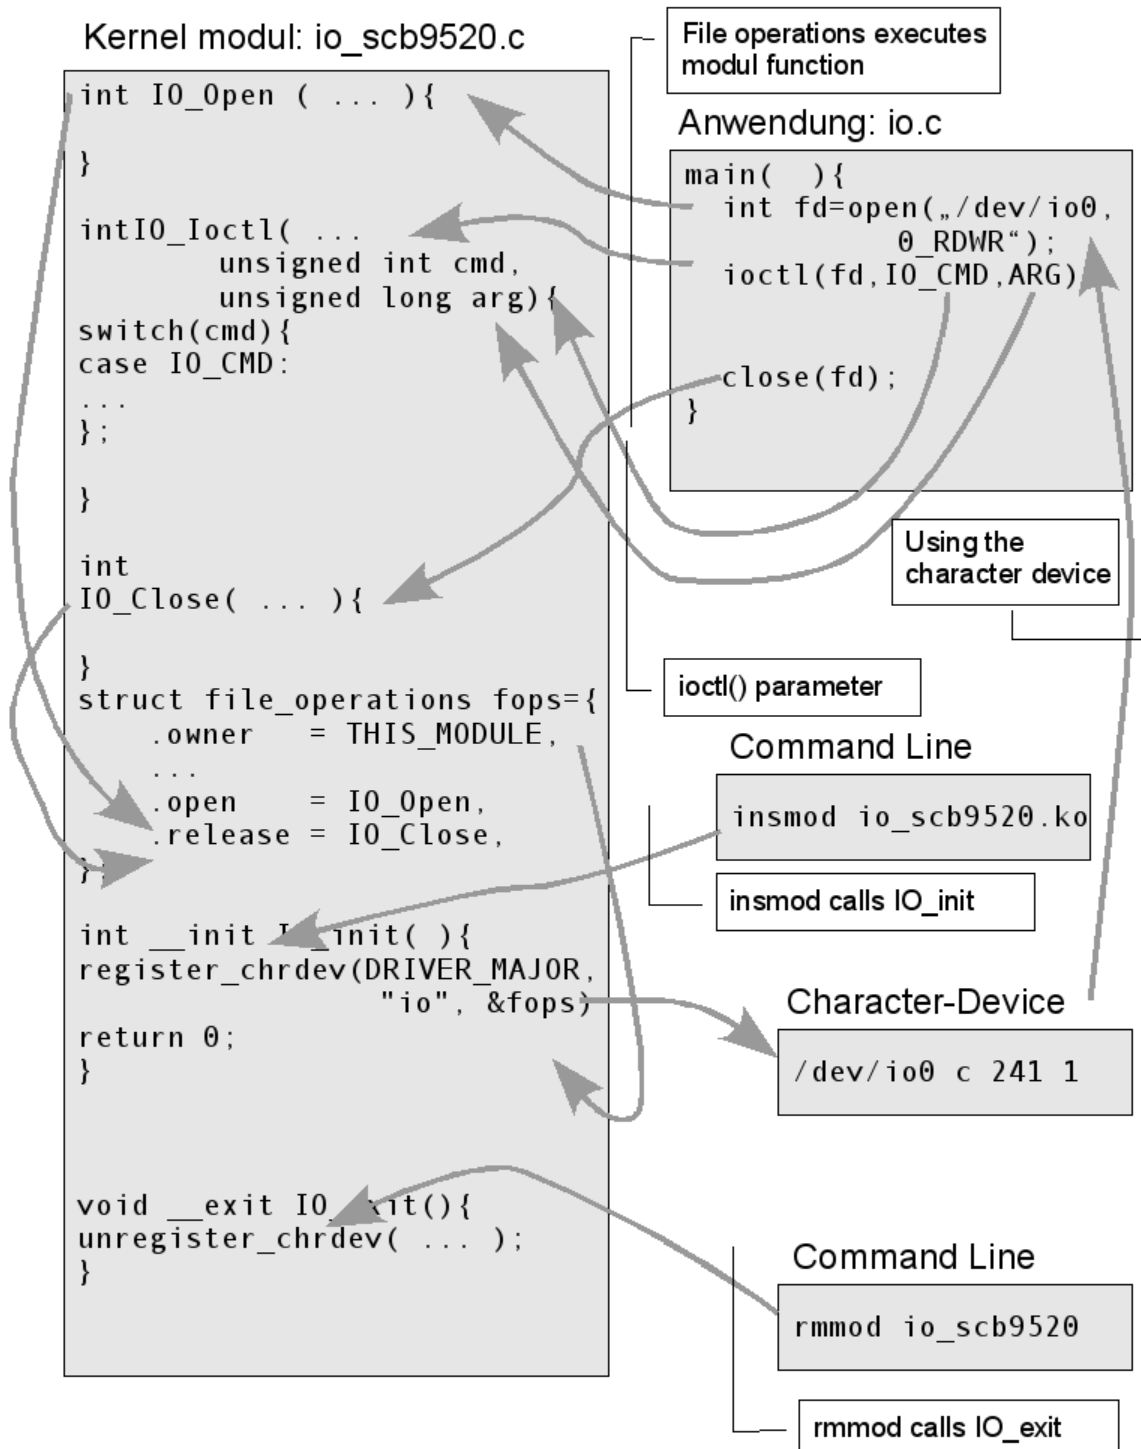 Kernel modul: io_scb9520.c
int IO_Open ( ... ){
}
intIO_Ioctl( ...
unsigned int cmd,
unsigned long arg){
switch(cmd){
case IO_CMD:
...
};
}
int
IO_Close( ... ){
}
struct file_operations fops={
.owner = THIS_MODULE,
...
.open = IO_Open,
.release = IO_Close,
}
int __init I_init( ){
register_chrdev(DRIVER_MAJOR,
"io", &fops)
return 0;
}
void __exit IO_xit(){
unregister_chrdev( ... );
}
File operations executes
modul function
Anwendung: io.c
main( ){
int fd=open(„/dev/io0,
0_RDWR“);
ioctl(fd,IO_CMD,ARG)
close(fd);
}
Using the
character device
ioctl() parameter
Command Line
insmod io_scb9520.ko
insmod calls IO_init
Character-Device
/dev/io0 c 241 1
Command Line
rmmod io_scb9520
rmmod calls IO_exit